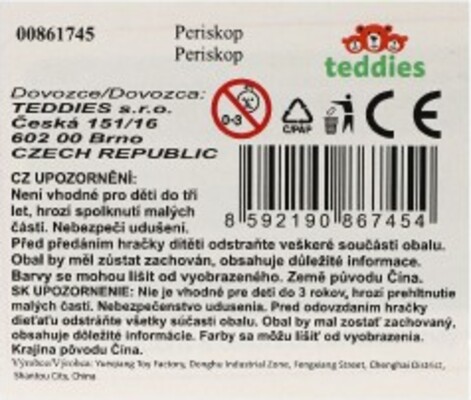 00861745
Periskop
Periskop
teddies
Dovozce/Dovozca:
TEDDIES s.r.o.
Česká 151/16
602 00 Brno
CZECH REPUBLIC
0-3
C/PAP
CE
CZ UPOZORNĚNÍ:
Není vhodné pro děti do tří
let, hrozí spolknutí malých
částí. Nebezpečí udušení.
8 592190 867454
Před předáním hračky dítěti odstraňte veškeré součásti obalu.
Obal by měl zůstat zachován, obsahuje důležité informace.
Barvy se mohou lišit od vyobrazeného. Země původu Čína.
SK UPOZORNENIE: Nie je vhodné pre deti do 3 rokov, hrozí prehltnutie
malých častí. Nebezpečenstvo udusenia. Pred odovzdaním hračky
dieťaťu odstráňte všetky súčasti obalu. Obal by mal zostať zachovaný,
obsahuje dôležité informácie. Farby sa môžu líšiť od vyobrazenia.
Krajina pôvodu Čína.
Výrobce/Výrobca: Yueqiang Toy Factory, Donghu Industrial Zone, Fengxiang Street, Chenghai District,
Shantou City, China